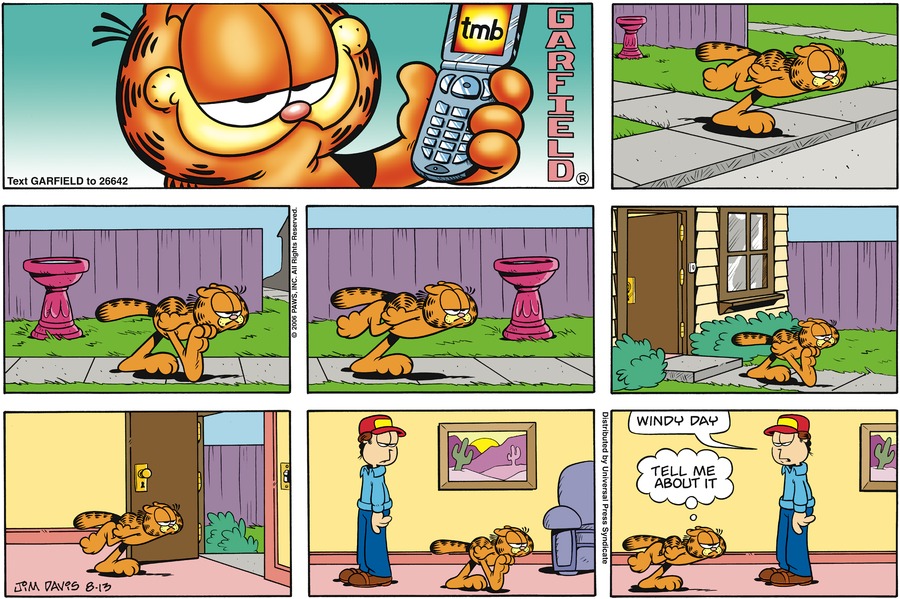 tmb
GARFIELD
®
Text GARFIELD to 26642
© 2006 PAWS, INC. All Rights Reserved.
JIM DAVIS 8-13
Distributed by Universal Press Syndicate
WINDY DAY
TELL ME
ABOUT IT